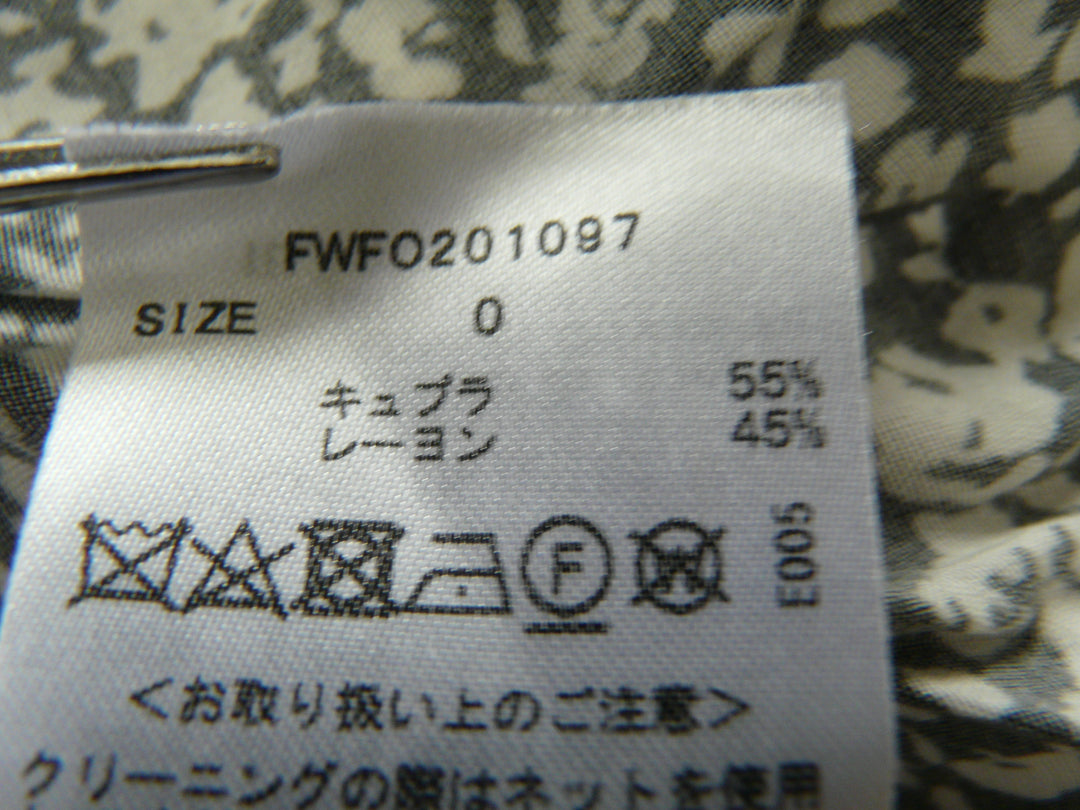 FWFO201097
SIZE 0
キュプラ 55%
レーヨン 45%
F W
E005
<お取り扱い上のご注意>
クリーニングの際はネットを使用